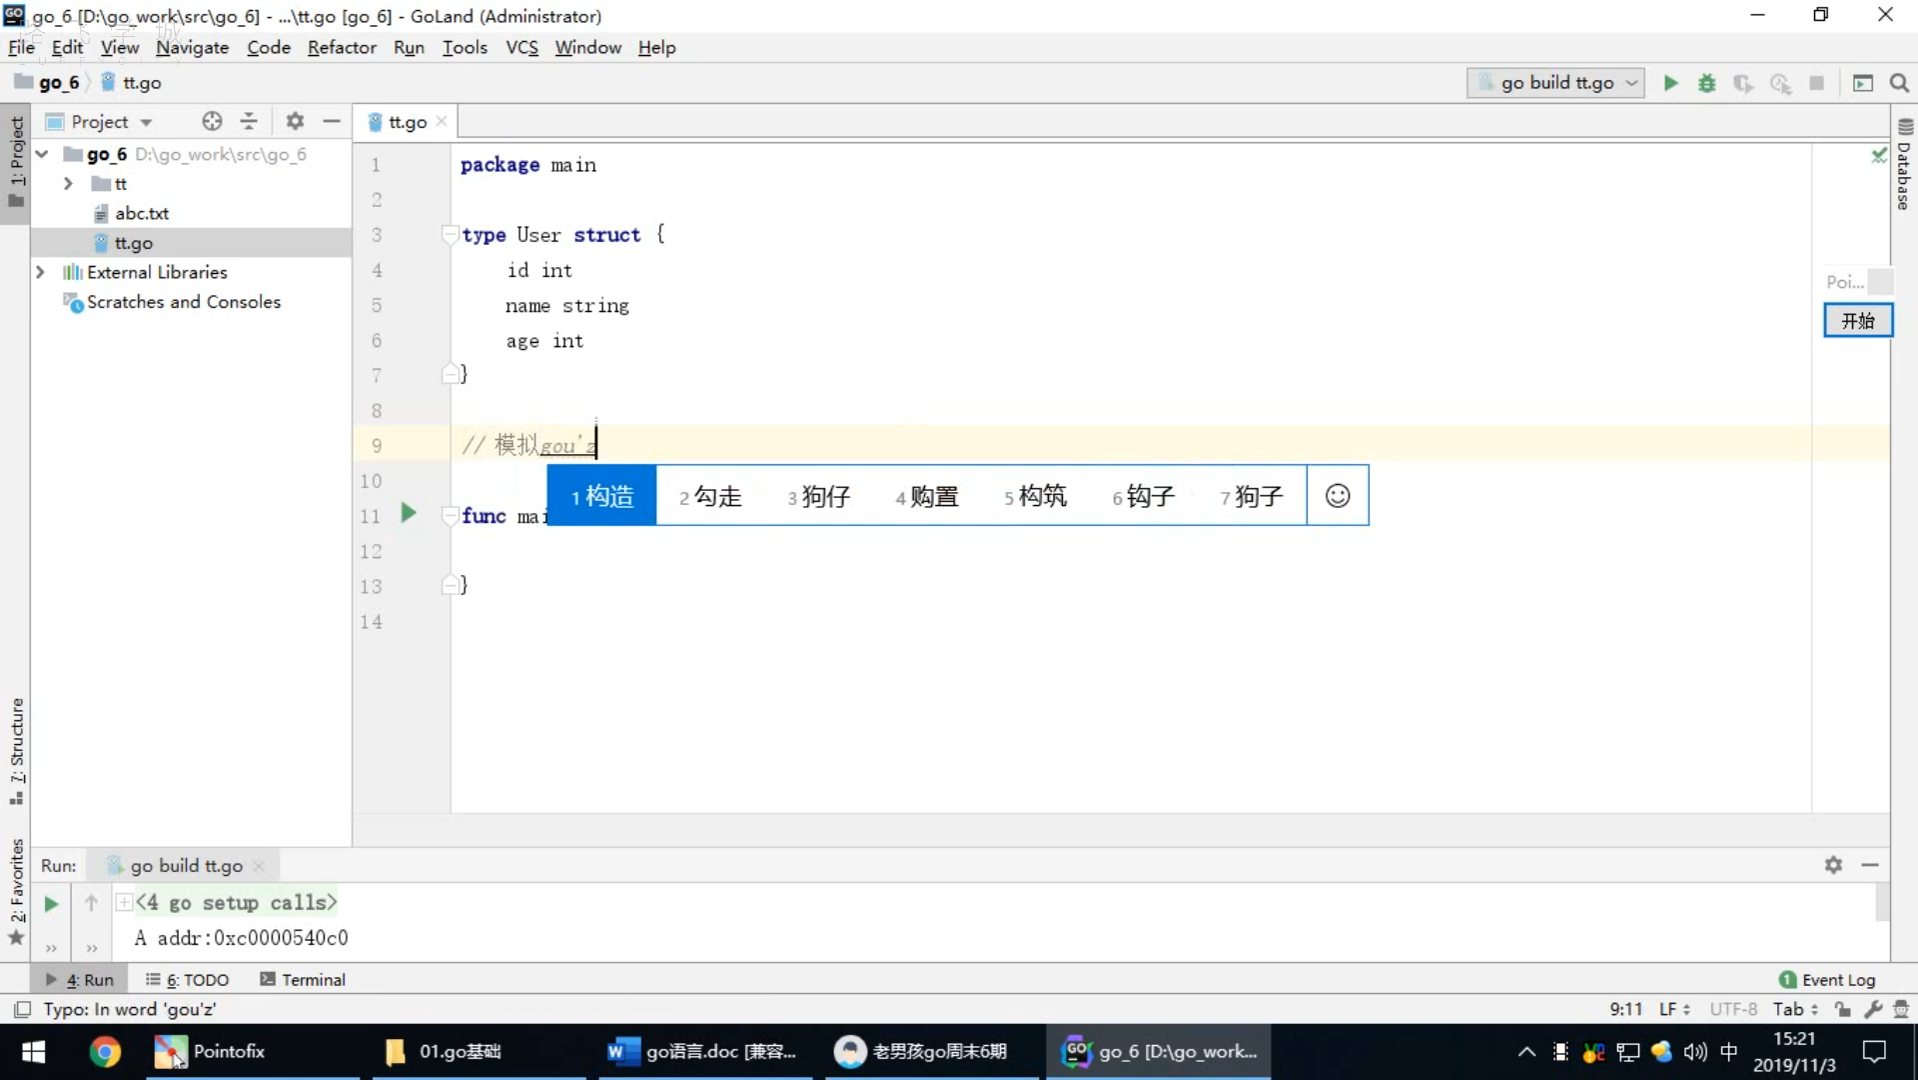 go_6 [D:\go_work\src\go_6] - ...\tt.go [go_6] - GoLand (Administrator)
File Edit View Navigate Code Refactor Run Tools VCS Window Help
go_6 tt.go
go build tt.go
Project
tt.go
1: Project
go_6 D:\go_work\src\go_6
tt
abc.txt
tt.go
External Libraries
Scratches and Consoles
1 package main
2
3 type User struct {
4 id int
5 name string
6 age int
7 }
8
9 // 模拟gou'z
10
1 构造 2 勾走 3 狗仔 4 购置 5 构筑 6 钩子 7 狗子
11 func mai
12
13 }
14
Database
Poi...
开始
7: Structure
2: Favorites
Run: go build tt.go
<4 go setup calls>
A addr:0xc0000540c0
4: Run 6: TODO Terminal
1 Event Log
Typo: In word 'gou'z'
9:11 LF UTF-8 Tab
Pointofix
01.go基础
go语言.doc [兼容...
老男孩go周末6期
go_6 [D:\go_work...
中
15:21
2019/11/3